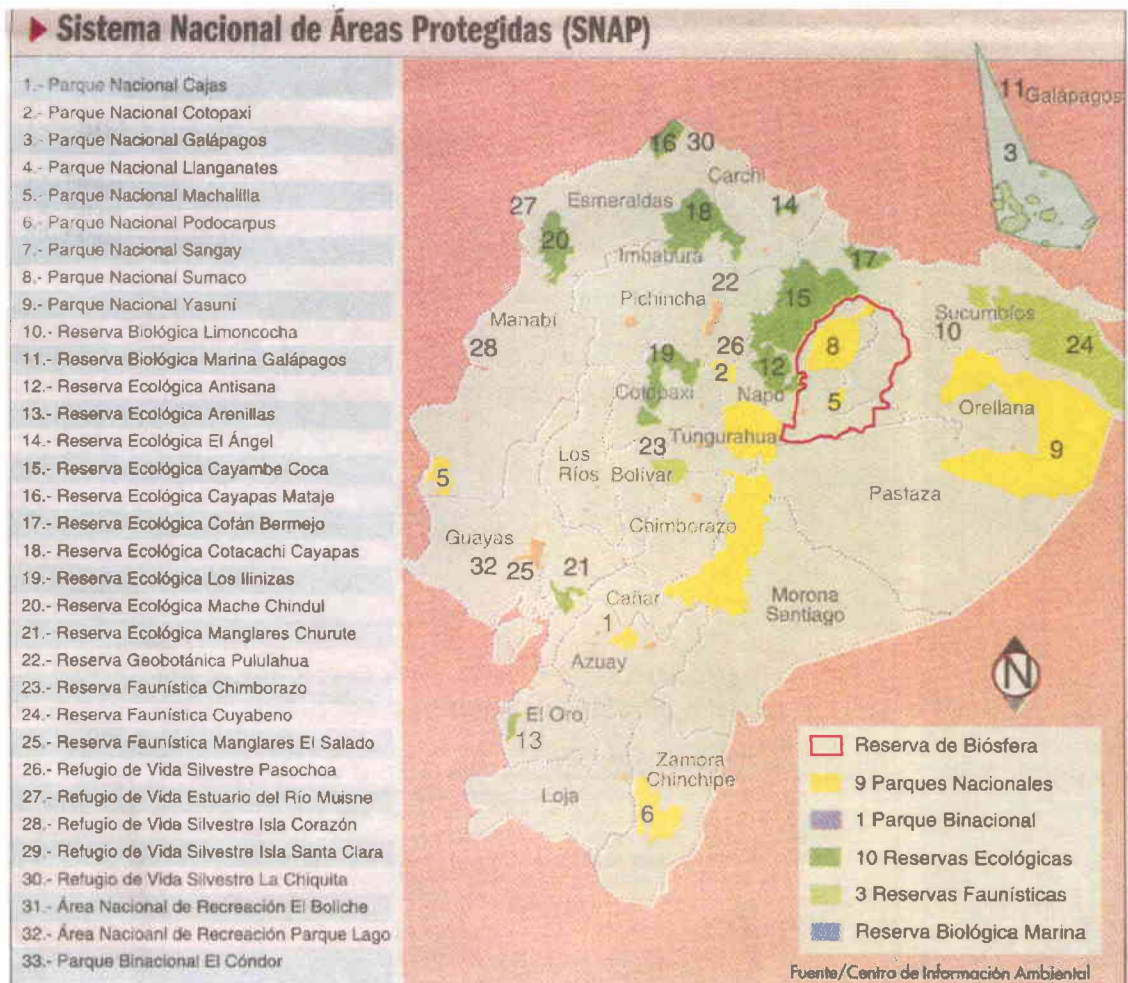 Sistema Nacional de Áreas Protegidas (SNAP)
1.- Parque Nacional Cajas
2.- Parque Nacional Cotopaxi
3.- Parque Nacional Galápagos
4.- Parque Nacional Llanganates
5.- Parque Nacional Machalilla
6.- Parque Nacional Podocarpus
7.- Parque Nacional Sangay
8.- Parque Nacional Sumaco
9.- Parque Nacional Yasuní
10.- Reserva Biológica Limoncocha
11.- Reserva Biológica Marina Galápagos
12.- Reserva Ecológica Antisana
13.- Reserva Ecológica Arenillas
14.- Reserva Ecológica El Ángel
15.- Reserva Ecológica Cayambe Coca
16.- Reserva Ecológica Cayapas Mataje
17.- Reserva Ecológica Cofán Bermejo
18.- Reserva Ecológica Cotacachi Cayapas
19.- Reserva Ecológica Los Ilinizas
20.- Reserva Ecológica Mache Chindul
21.- Reserva Ecológica Manglares Churute
22.- Reserva Geobotánica Pululahua
23.- Reserva Faunística Chimborazo
24.- Reserva Faunística Cuyabeno
25.- Reserva Faunística Manglares El Salado
26.- Refugio de Vida Silvestre Pasochoa
27.- Refugio de Vida Estuario del Río Muisne
28.- Refugio de Vida Silvestre Isla Corazón
29.- Refugio de Vida Silvestre Isla Santa Clara
30.- Refugio de Vida Silvestre La Chiquita
31.- Área Nacional de Recreación El Boliche
32.- Área Nacioanl de Recreación Parque Lago
33.- Parque Binacional El Cóndor
11 Galápagos
3
16 30
Carchi
27 Esmeraldas 18 14
20
Imbabura 17
22
Pichincha 15
Manabí Sucumbíos
10
28 26 8 24
19 2 12
Cotopaxi Napo 5 Orellana
Tungurahua
23
Los
Ríos Bolívar 9
5
Pastaza
Chimborazo
Guayas
32 25 21
Cañar Morona
Santiago
1
Azuay
N
El Oro
13
Zamora
Chinchipe
Loja
6
Reserva de Biósfera
9 Parques Nacionales
1 Parque Binacional
10 Reservas Ecológicas
3 Reservas Faunísticas
Reserva Biológica Marina
Fuente/Centro de Información Ambiental